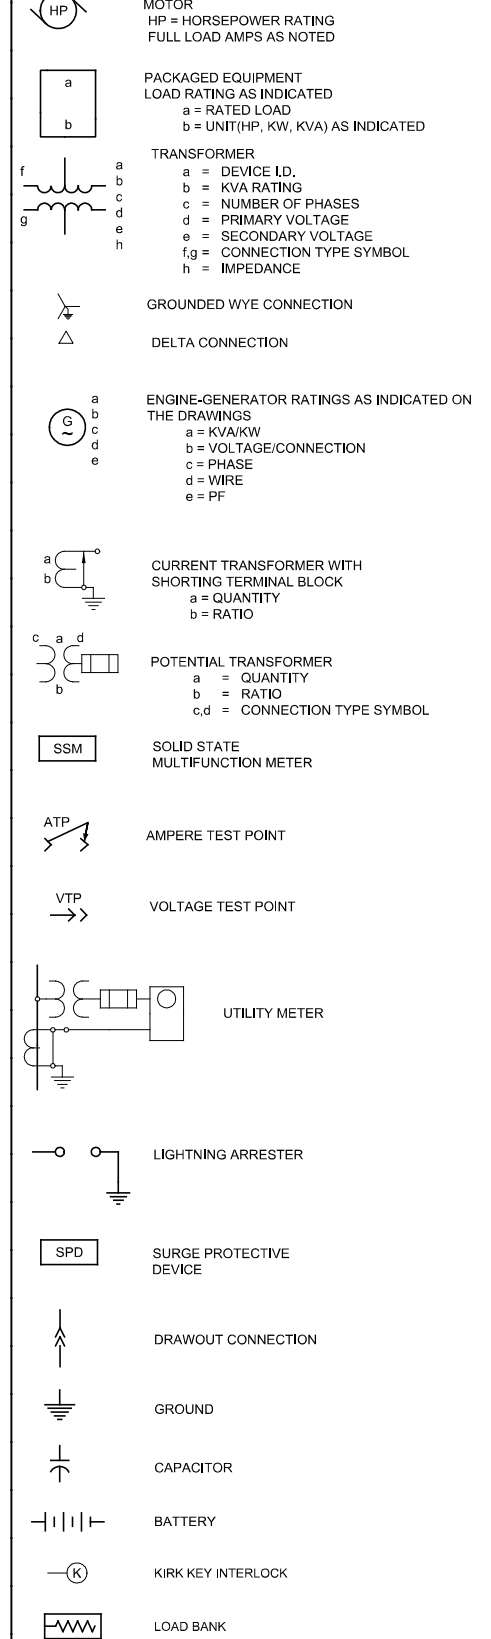 HP
MOTOR
HP = HORSEPOWER RATING
FULL LOAD AMPS AS NOTED
a
b
PACKAGED EQUIPMENT
LOAD RATING AS INDICATED
a = RATED LOAD
b = UNIT(HP, KW, KVA) AS INDICATED
f
g
a
b
c
d
e
h
TRANSFORMER
a = DEVICE I.D.
b = KVA RATING
c = NUMBER OF PHASES
d = PRIMARY VOLTAGE
e = SECONDARY VOLTAGE
f,g = CONNECTION TYPE SYMBOL
h = IMPEDANCE
GROUNDED WYE CONNECTION
DELTA CONNECTION
G
~
a
b
c
d
e
ENGINE-GENERATOR RATINGS AS INDICATED ON
THE DRAWINGS
a = KVA/KW
b = VOLTAGE/CONNECTION
c = PHASE
d = WIRE
e = PF
a
b
CURRENT TRANSFORMER WITH
SHORTING TERMINAL BLOCK
a = QUANTITY
b = RATIO
c a d
b
POTENTIAL TRANSFORMER
a = QUANTITY
b = RATIO
c,d = CONNECTION TYPE SYMBOL
SSM
SOLID STATE
MULTIFUNCTION METER
ATP
AMPERE TEST POINT
VTP
VOLTAGE TEST POINT
UTILITY METER
LIGHTNING ARRESTER
SPD
SURGE PROTECTIVE
DEVICE
DRAWOUT CONNECTION
GROUND
CAPACITOR
BATTERY
K
KIRK KEY INTERLOCK
LOAD BANK